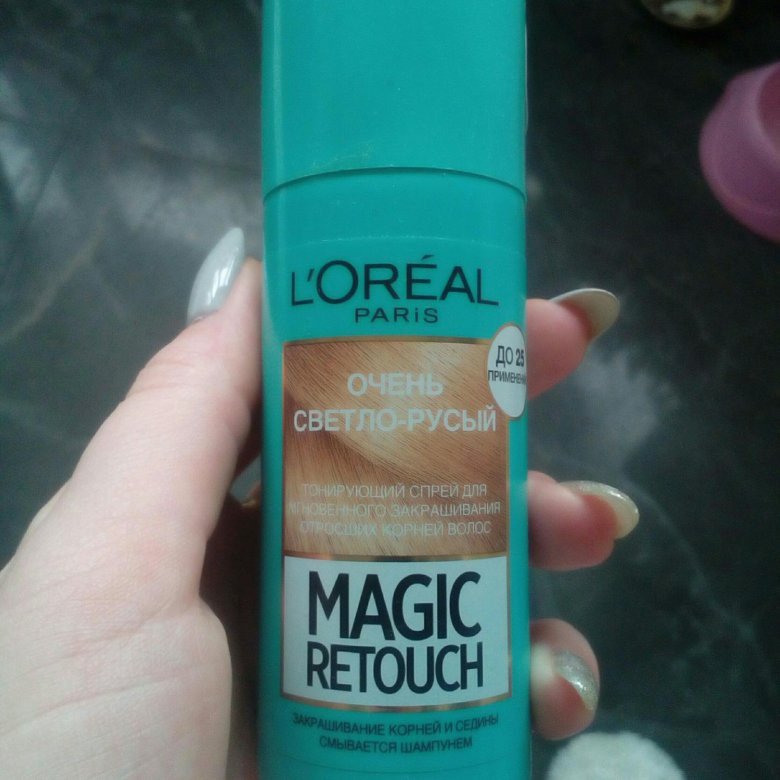 L'ORÉAL
PARiS
ДО 25
ПРИМЕНЕНИЙ
ОЧЕНЬ
СВЕТЛО-РУСЫЙ
ТОНИРУЮЩИЙ СПРЕЙ ДЛЯ
МГНОВЕННОГО ЗАКРАШИВАНИЯ
ОТРОСШИХ КОРНЕЙ ВОЛОС
MAGIC
RETOUCH
ЗАКРАШИВАНИЕ КОРНЕЙ И СЕДИНЫ
СМЫВАЕТСЯ ШАМПУНЕМ